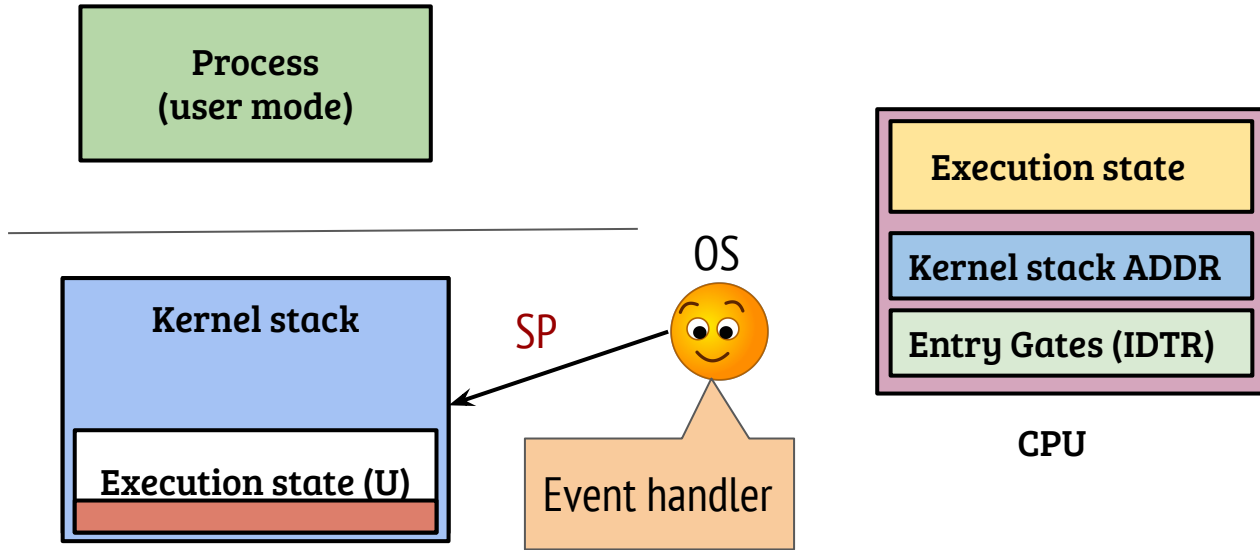 Process
(user mode)
Execution state
Kernel stack ADDR
Entry Gates (IDTR)
CPU
OS
SP
Kernel stack
Execution state (U)
Event handler